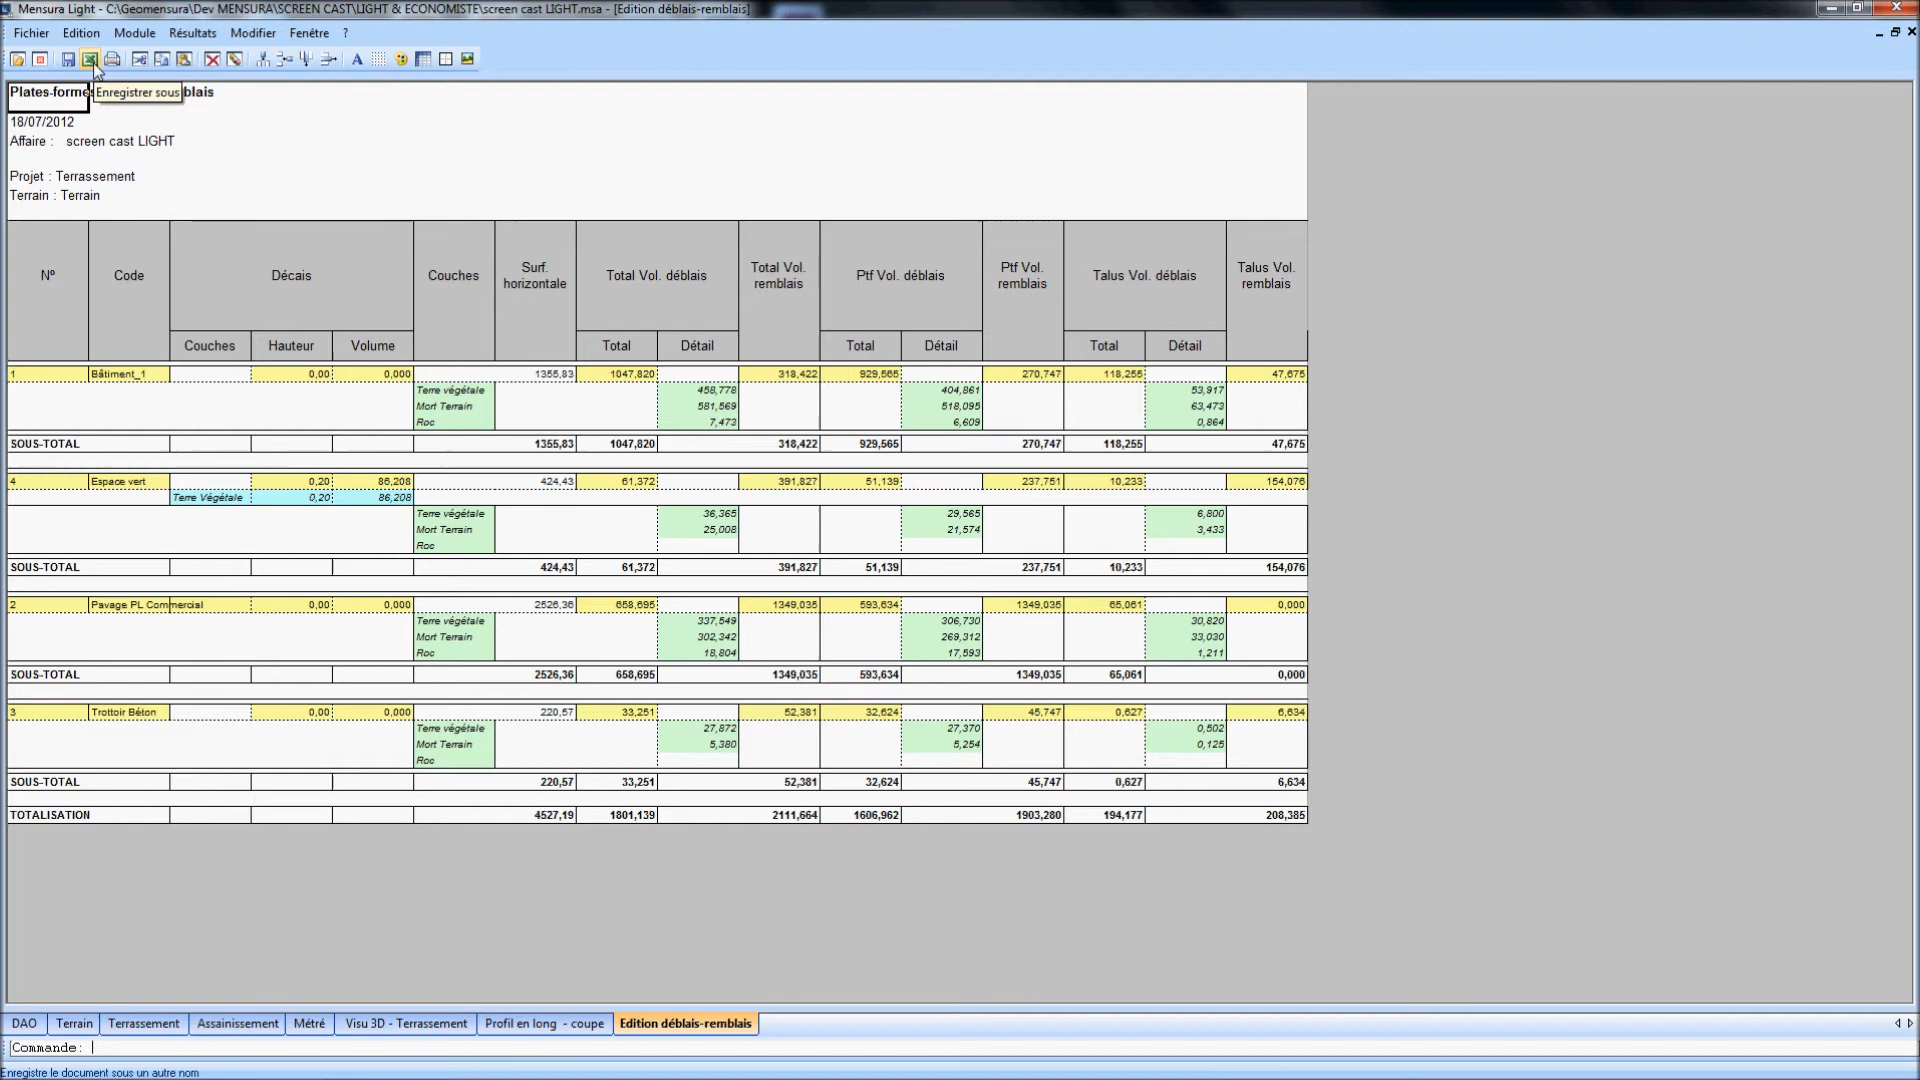 Mensura Light - C:\Geomensura\Dev MENSURA\SCREEN CAST\LIGHT & ECONOMISTE\screen cast LIGHT.msa - [Edition déblais-remblais]
Fichier Edition Module Résultats Modifier Fenêtre ?
Plates-forme blais
Enregistrer sous
18/07/2012
Affaire : screen cast LIGHT
Projet : Terrassement
Terrain : Terrain
Nº Code Décais Couches Surf. horizontale Total Vol. déblais Total Vol. remblais Ptf Vol. déblais Ptf Vol. remblais Talus Vol. déblais Talus Vol. remblais
Couches Hauteur Volume Total Détail Total Détail Total Détail
1 Bâtiment_1 0,00 0,000 1355,83 1047,820 318,422 929,565 270,747 118,255 47,675
Terre végétale 458,778 404,861 53,917
Mort Terrain 581,569 518,095 63,473
Roc 7,473 6,609 0,864
SOUS-TOTAL 1355,83 1047,820 318,422 929,565 270,747 118,255 47,675
4 Espace vert 0,20 86,208 424,43 61,372 391,827 51,139 237,751 10,233 154,076
Terre Végétale 0,20 86,208
Terre végétale 36,365 29,565 6,800
Mort Terrain 25,008 21,574 3,433
Roc
SOUS-TOTAL 424,43 61,372 391,827 51,139 237,751 10,233 154,076
2 Pavage PL Commercial 0,00 0,000 2526,36 658,695 1349,035 593,634 1349,035 65,061 0,000
Terre végétale 337,549 306,730 30,820
Mort Terrain 302,342 269,312 33,030
Roc 18,804 17,593 1,211
SOUS-TOTAL 2526,36 658,695 1349,035 593,634 1349,035 65,061 0,000
3 Trottoir Béton 0,00 0,000 220,57 33,251 52,381 32,624 45,747 0,627 6,634
Terre végétale 27,872 27,370 0,502
Mort Terrain 5,380 5,254 0,125
Roc
SOUS-TOTAL 220,57 33,251 52,381 32,624 45,747 0,627 6,634
TOTALISATION 4527,19 1801,139 2111,664 1606,962 1903,280 194,177 208,385
DAO Terrain Terrassement Assainissement Métré Visu 3D - Terrassement Profil en long - coupe Edition déblais-remblais
Commande:
Enregistre le document sous un autre nom